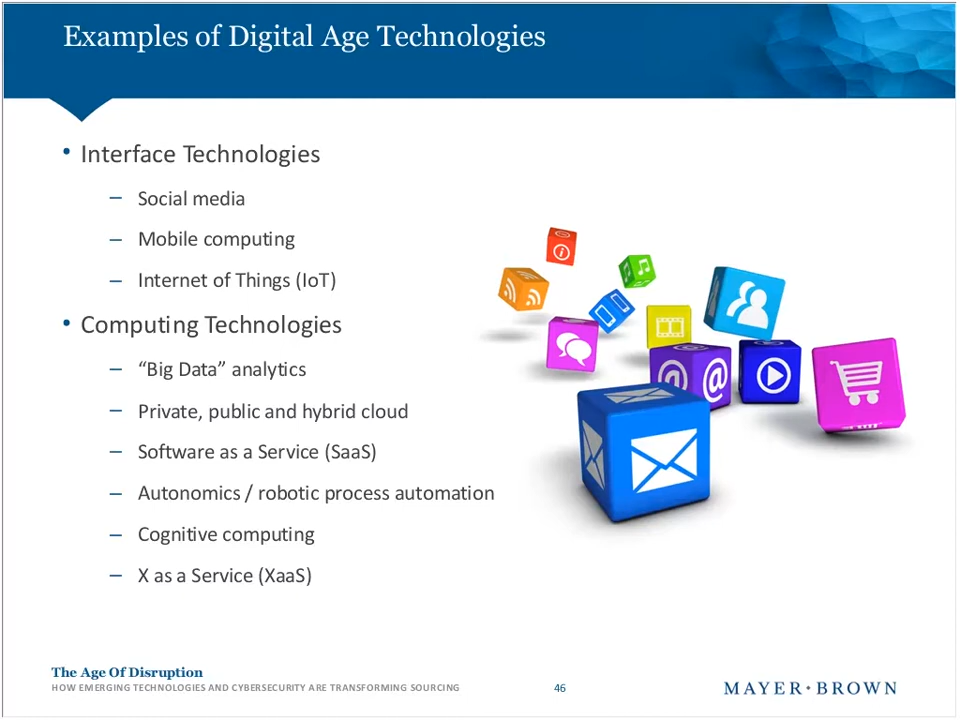 Examples of Digital Age Technologies
• Interface Technologies
– Social media
– Mobile computing
– Internet of Things (IoT)
• Computing Technologies
– “Big Data” analytics
– Private, public and hybrid cloud
– Software as a Service (SaaS)
– Autonomics / robotic process automation
– Cognitive computing
– X as a Service (XaaS)
@ @
The Age Of Disruption
HOW EMERGING TECHNOLOGIES AND CYBERSECURITY ARE TRANSFORMING SOURCING
46
MAYER • BROWN